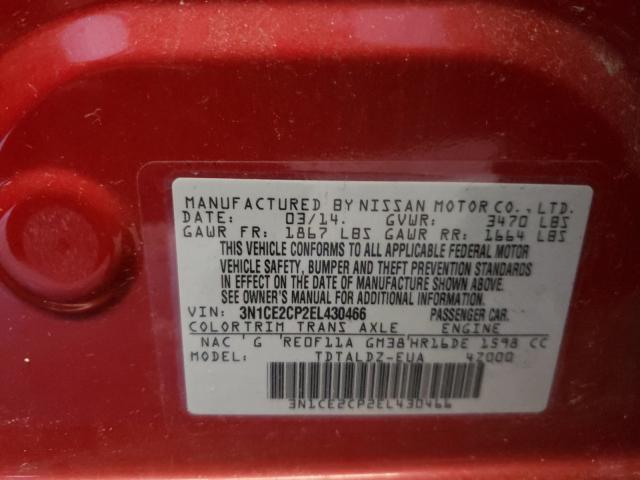 MANUFACTURED BY NISSAN MOTOR CO., LTD.
DATE: 03/14. GVWR: 3470 LBS
GAWR FR: 1867 LBS GAWR RR: 1664 LBS
THIS VEHICLE CONFORMS TO ALL APPLICABLE FEDERAL MOTOR
VEHICLE SAFETY, BUMPER AND THEFT PREVENTION STANDARDS
IN EFFECT ON THE DATE OF MANUFACTURE SHOWN ABOVE.
SEE OWNER'S MANUAL FOR ADDITIONAL INFORMATION.
VIN: 3N1CE2CP2EL430466 PASSENGER CAR.
COLOR TRIM TRANS AXLE ENGINE
NAC ' G 'RE0F11A GM38'HR16DE 1598 CC
MODEL: TDTALDZ-EUA 4Z000
3N1CE2CP2EL430466